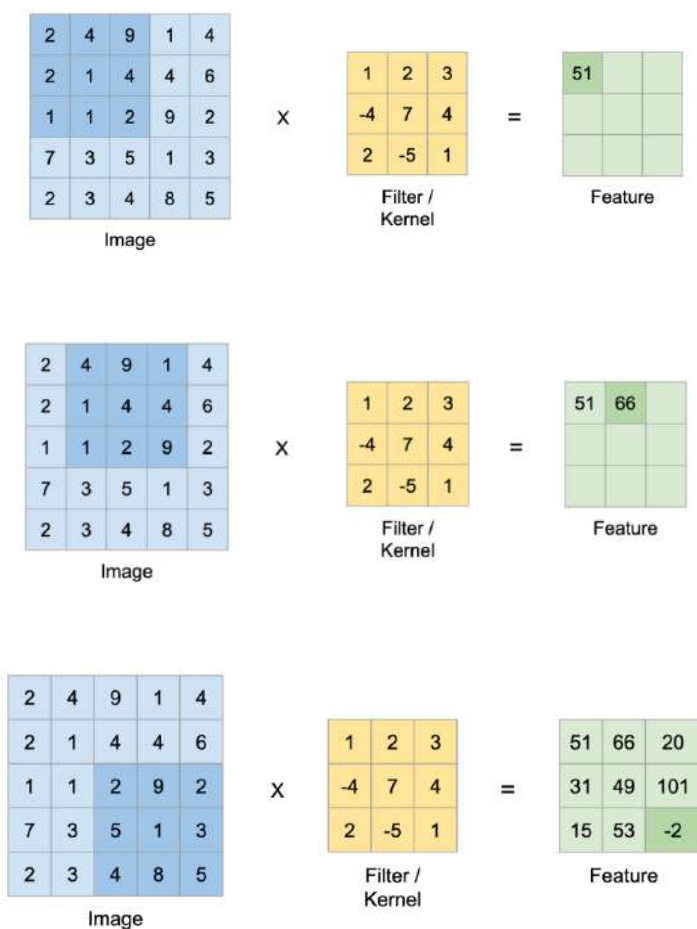 2 4 9 1 4
2 1 4 4 6
1 1 2 9 2
7 3 5 1 3
2 3 4 8 5
Image
x
1 2 3
-4 7 4
2 -5 1
Filter /
Kernel
=
51
Feature
2 4 9 1 4
2 1 4 4 6
1 1 2 9 2
7 3 5 1 3
2 3 4 8 5
Image
x
1 2 3
-4 7 4
2 -5 1
Filter /
Kernel
=
51 66
Feature
2 4 9 1 4
2 1 4 4 6
1 1 2 9 2
7 3 5 1 3
2 3 4 8 5
Image
x
1 2 3
-4 7 4
2 -5 1
Filter /
Kernel
=
51 66 20
31 49 101
15 53 -2
Feature